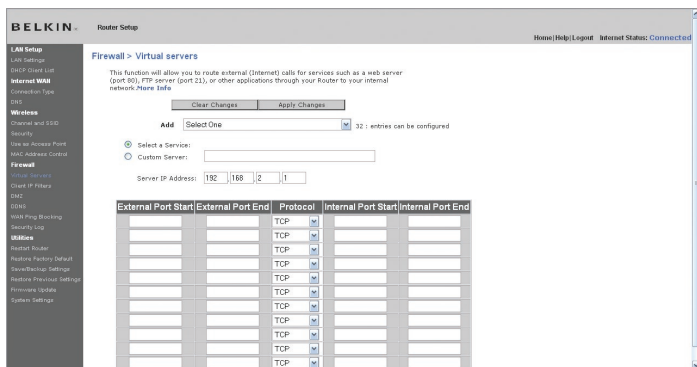 BELKIN
Router Setup
Home|Help|Logout Internet Status: Connected
LAN Setup
LAN Settings
DHCP Client List
Internet WAN
Connection Type
DNS
Wireless
Channel and SSID
Security
Use as Access Point
MAC Address Control
Firewall
Virtual Servers
Client IP Filters
DMZ
DDNS
WAN Ping Blocking
Security Log
Utilities
Restart Router
Restore Factory Default
Save/Backup Settings
Restore Previous Settings
Firmware Update
System Settings
Firewall > Virtual servers
This function will allow you to route external (Internet) calls for services such as a web server
(port 80), FTP server (port 21), or other applications through your Router to your internal
network.More Info
Clear Changes Apply Changes
Add Select One 32 : entries can be configured
Select a Service:
Custom Server:
Server IP Address: 192 .168 .2 .1
External Port Start External Port End Protocol Internal Port Start Internal Port End
TCP
TCP
TCP
TCP
TCP
TCP
TCP
TCP
TCP
TCP
TCP